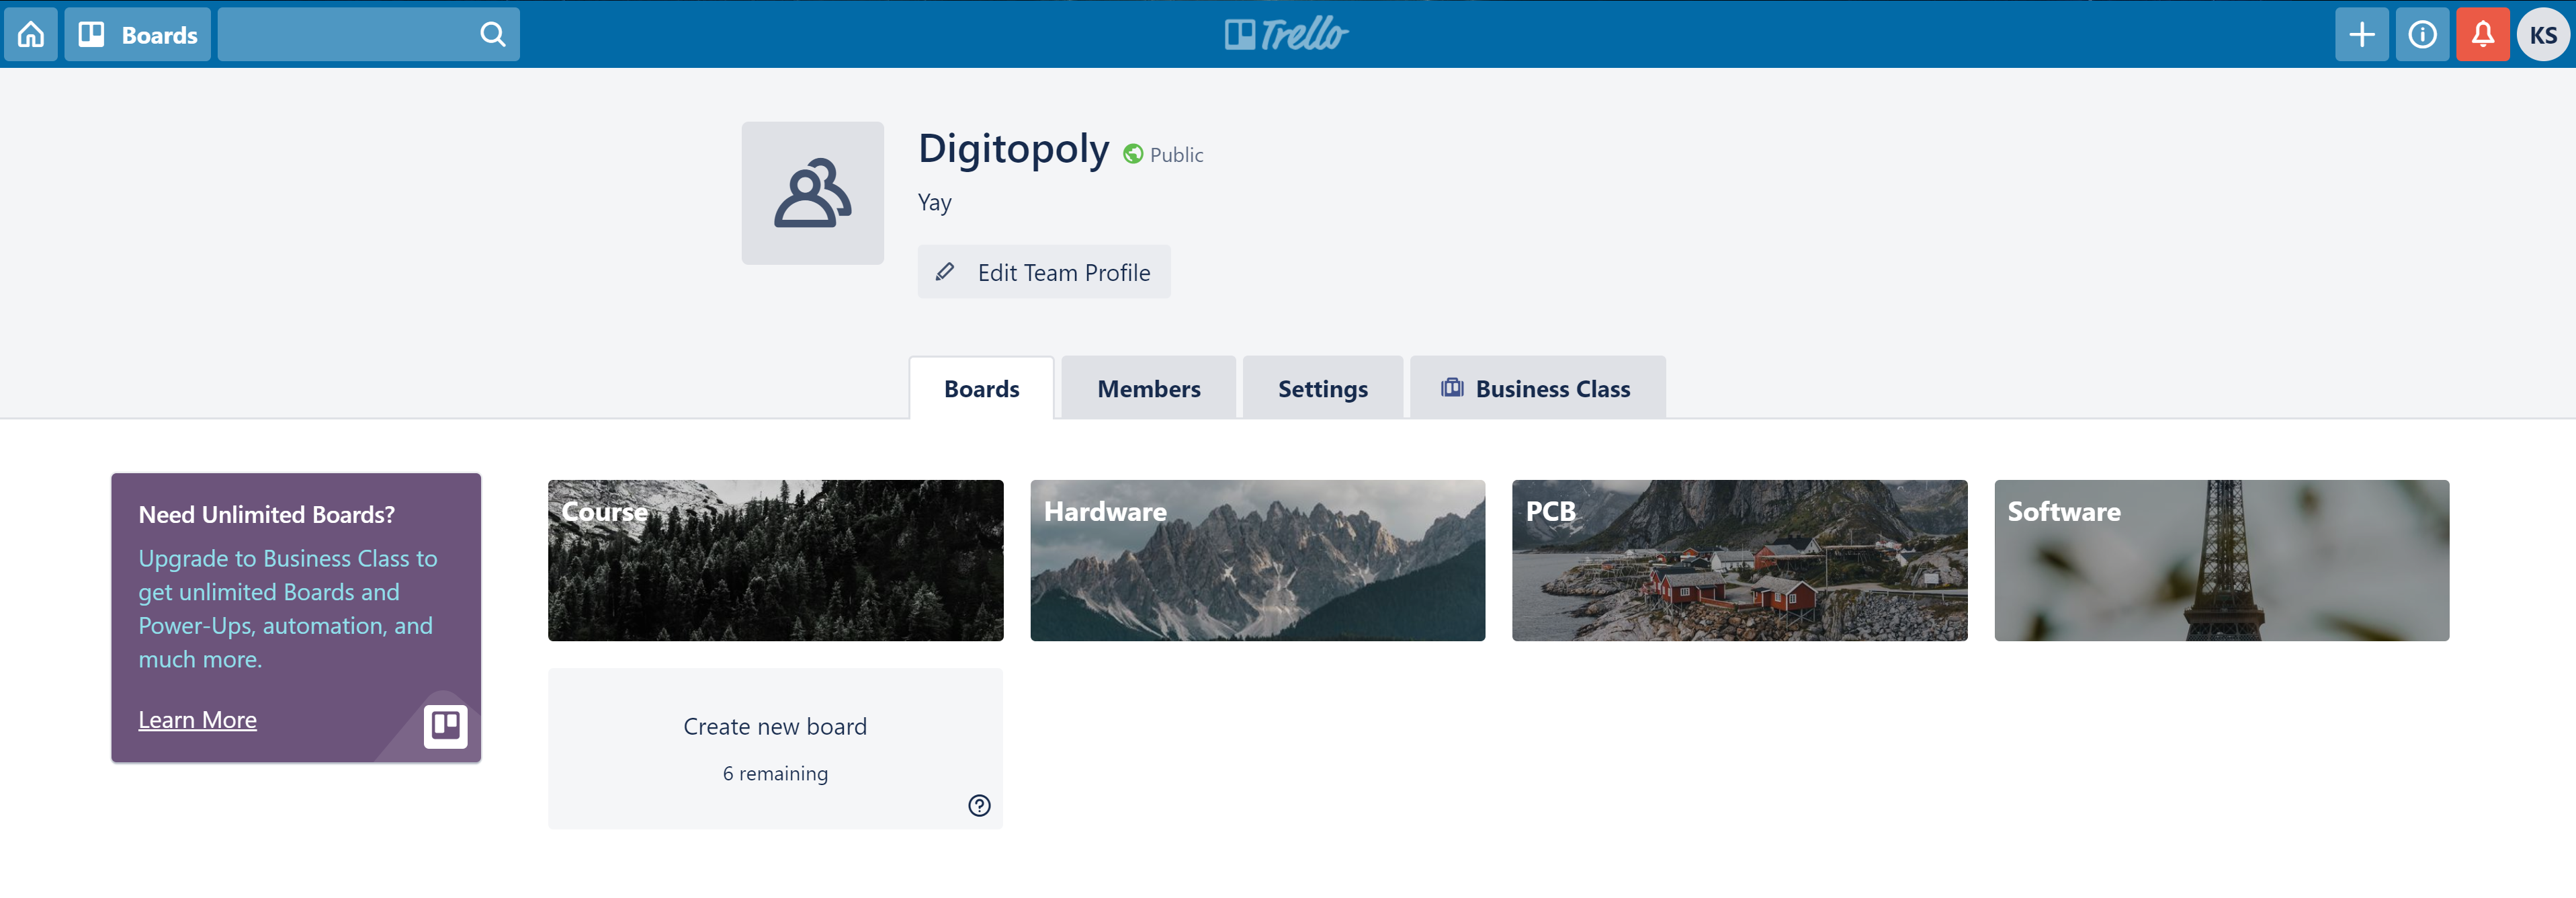 Boards
Trello
KS
Digitopoly Public
Yay
Edit Team Profile
Boards
Members
Settings
Business Class
Need Unlimited Boards?
Upgrade to Business Class to
get unlimited Boards and
Power-Ups, automation, and
much more.
Learn More
Course
Hardware
PCB
Software
Create new board
6 remaining